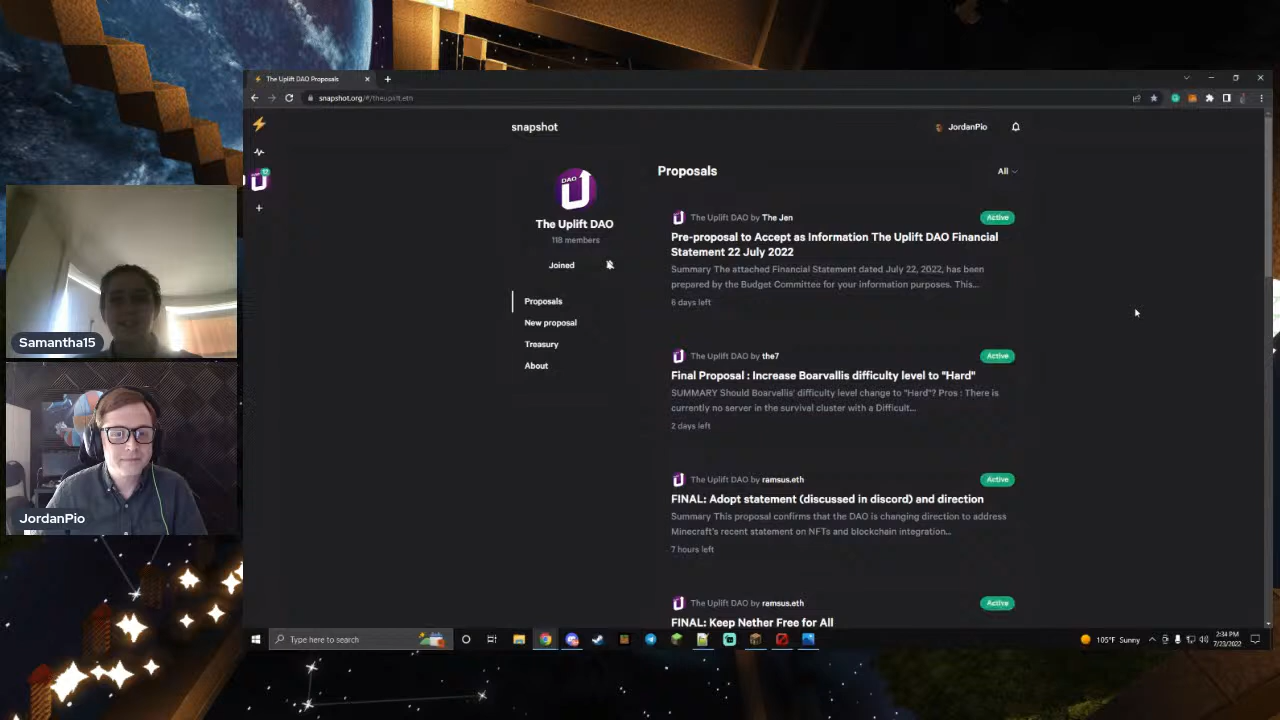 The Uplift DAO Proposals
snapshot.org/#/theuplift.eth
snapshot
JordanPio
DAO
U
The Uplift DAO
118 members
Joined
Proposals
New proposal
Treasury
About
Proposals
All
The Uplift DAO by The Jen
Active
Pre-proposal to Accept as Information The Uplift DAO Financial
Statement 22 July 2022
Summary The attached Financial Statement dated July 22, 2022, has been
prepared by the Budget Committee for your information purposes. This...
6 days left
The Uplift DAO by the7
Active
Final Proposal : Increase Boarvallis difficulty level to "Hard"
SUMMARY Should Boarvallis' difficulty level change to "Hard"? Pros : There is
currently no server in the survival cluster with a Difficult...
2 days left
The Uplift DAO by ramsus.eth
Active
FINAL: Adopt statement (discussed in discord) and direction
Summary This proposal confirms that the DAO is changing direction to address
Minecraft's recent statement on NFTs and blockchain integration...
7 hours left
The Uplift DAO by ramsus.eth
Active
FINAL: Keep Nether Free for All
Samantha15
JordanPio
Type here to search
105°F Sunny
2:34 PM
7/23/2022